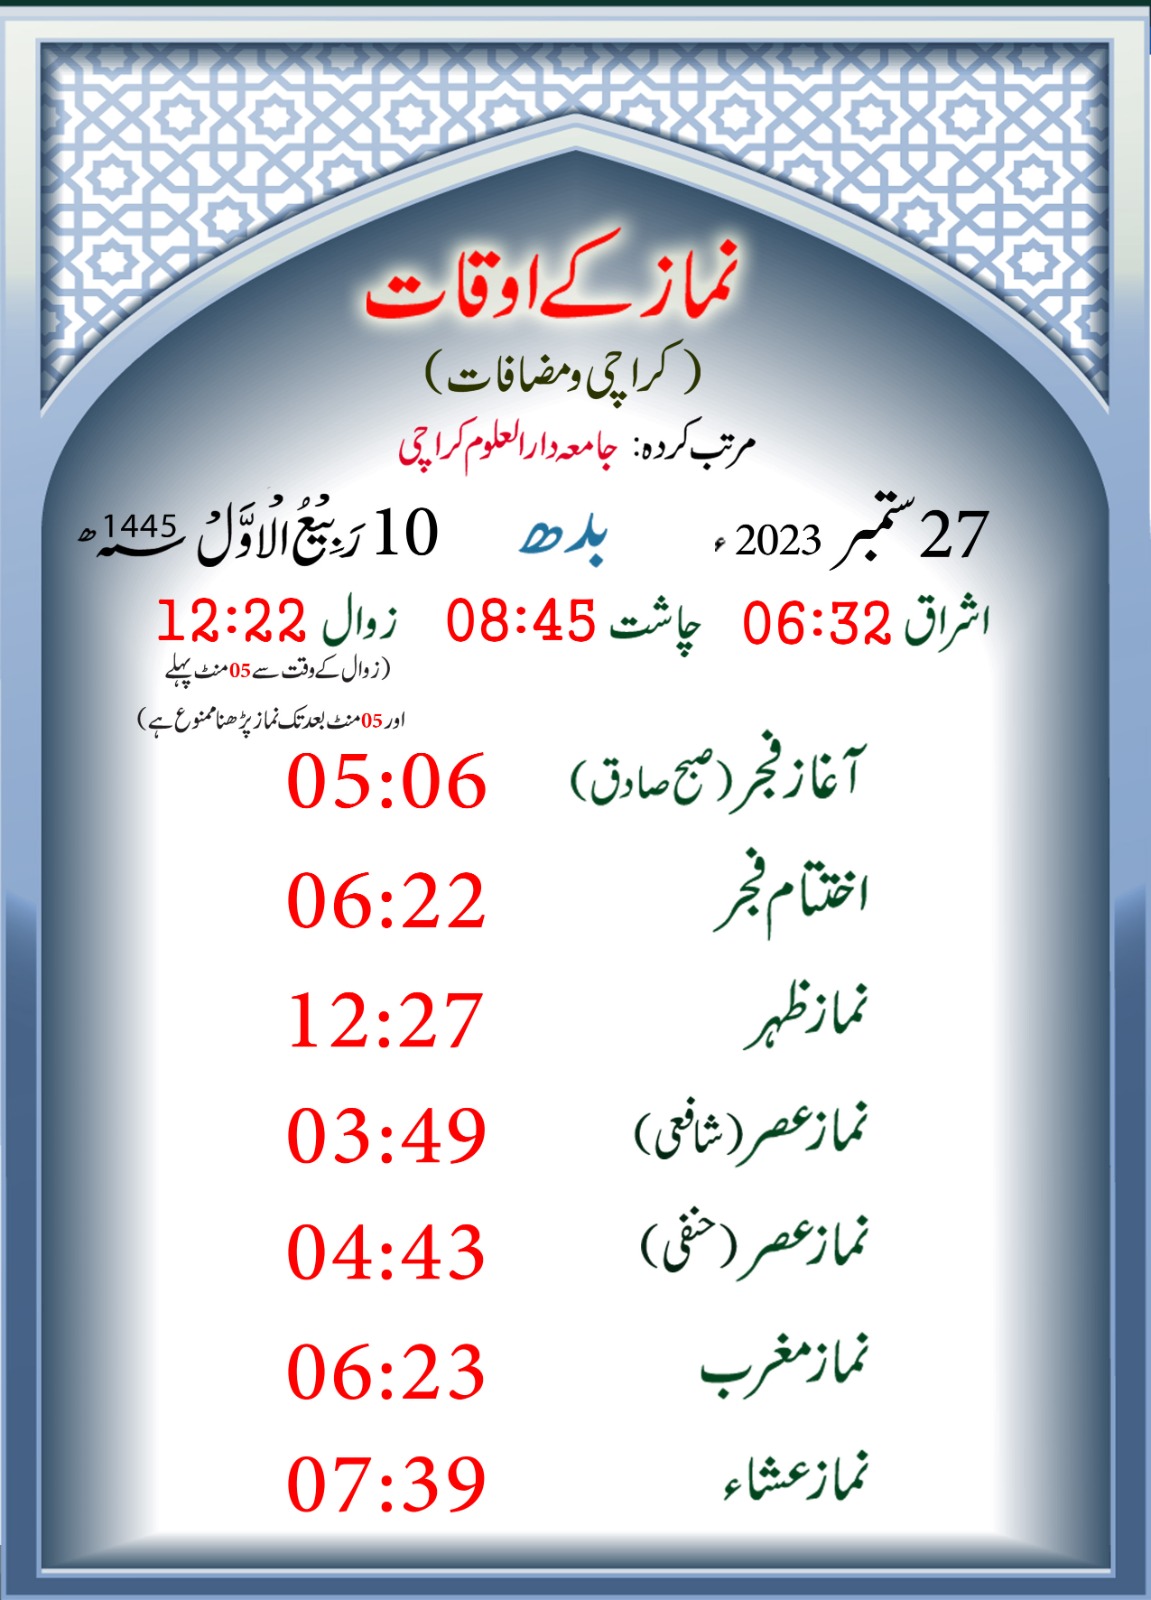 نماز کے اوقات
(کراچی و مضافات)
مرتب کردہ: جامعہ دارالعلوم کراچی
27 ستمبر 2023ء بدھ 10 رَبِیْعُ الْاَوَّلْ 1445ھ
اشراق 06:32 چاشت 08:45 زوال 12:22
(زوال کے وقت سے 05 منٹ پہلے
اور 05 منٹ بعد تک نماز پڑھنا ممنوع ہے)
آغاز فجر (صبح صادق) 05:06
اختتام فجر 06:22
نماز ظہر 12:27
نماز عصر (شافعی) 03:49
نماز عصر (حنفی) 04:43
نماز مغرب 06:23
نماز عشاء 07:39